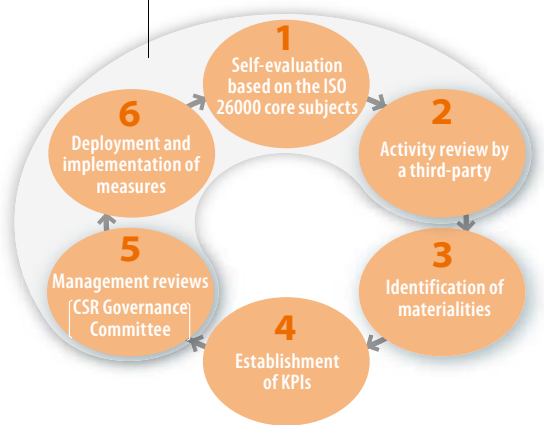 1
Self-evaluation
based on the ISO
26000 core subjects
2
Activity review by
a third-party
3
Identification of
materialities
4
Establishment
of KPIs
5
Management reviews
CSR Governance
Committee
6
Deployment and
implementation of
measures